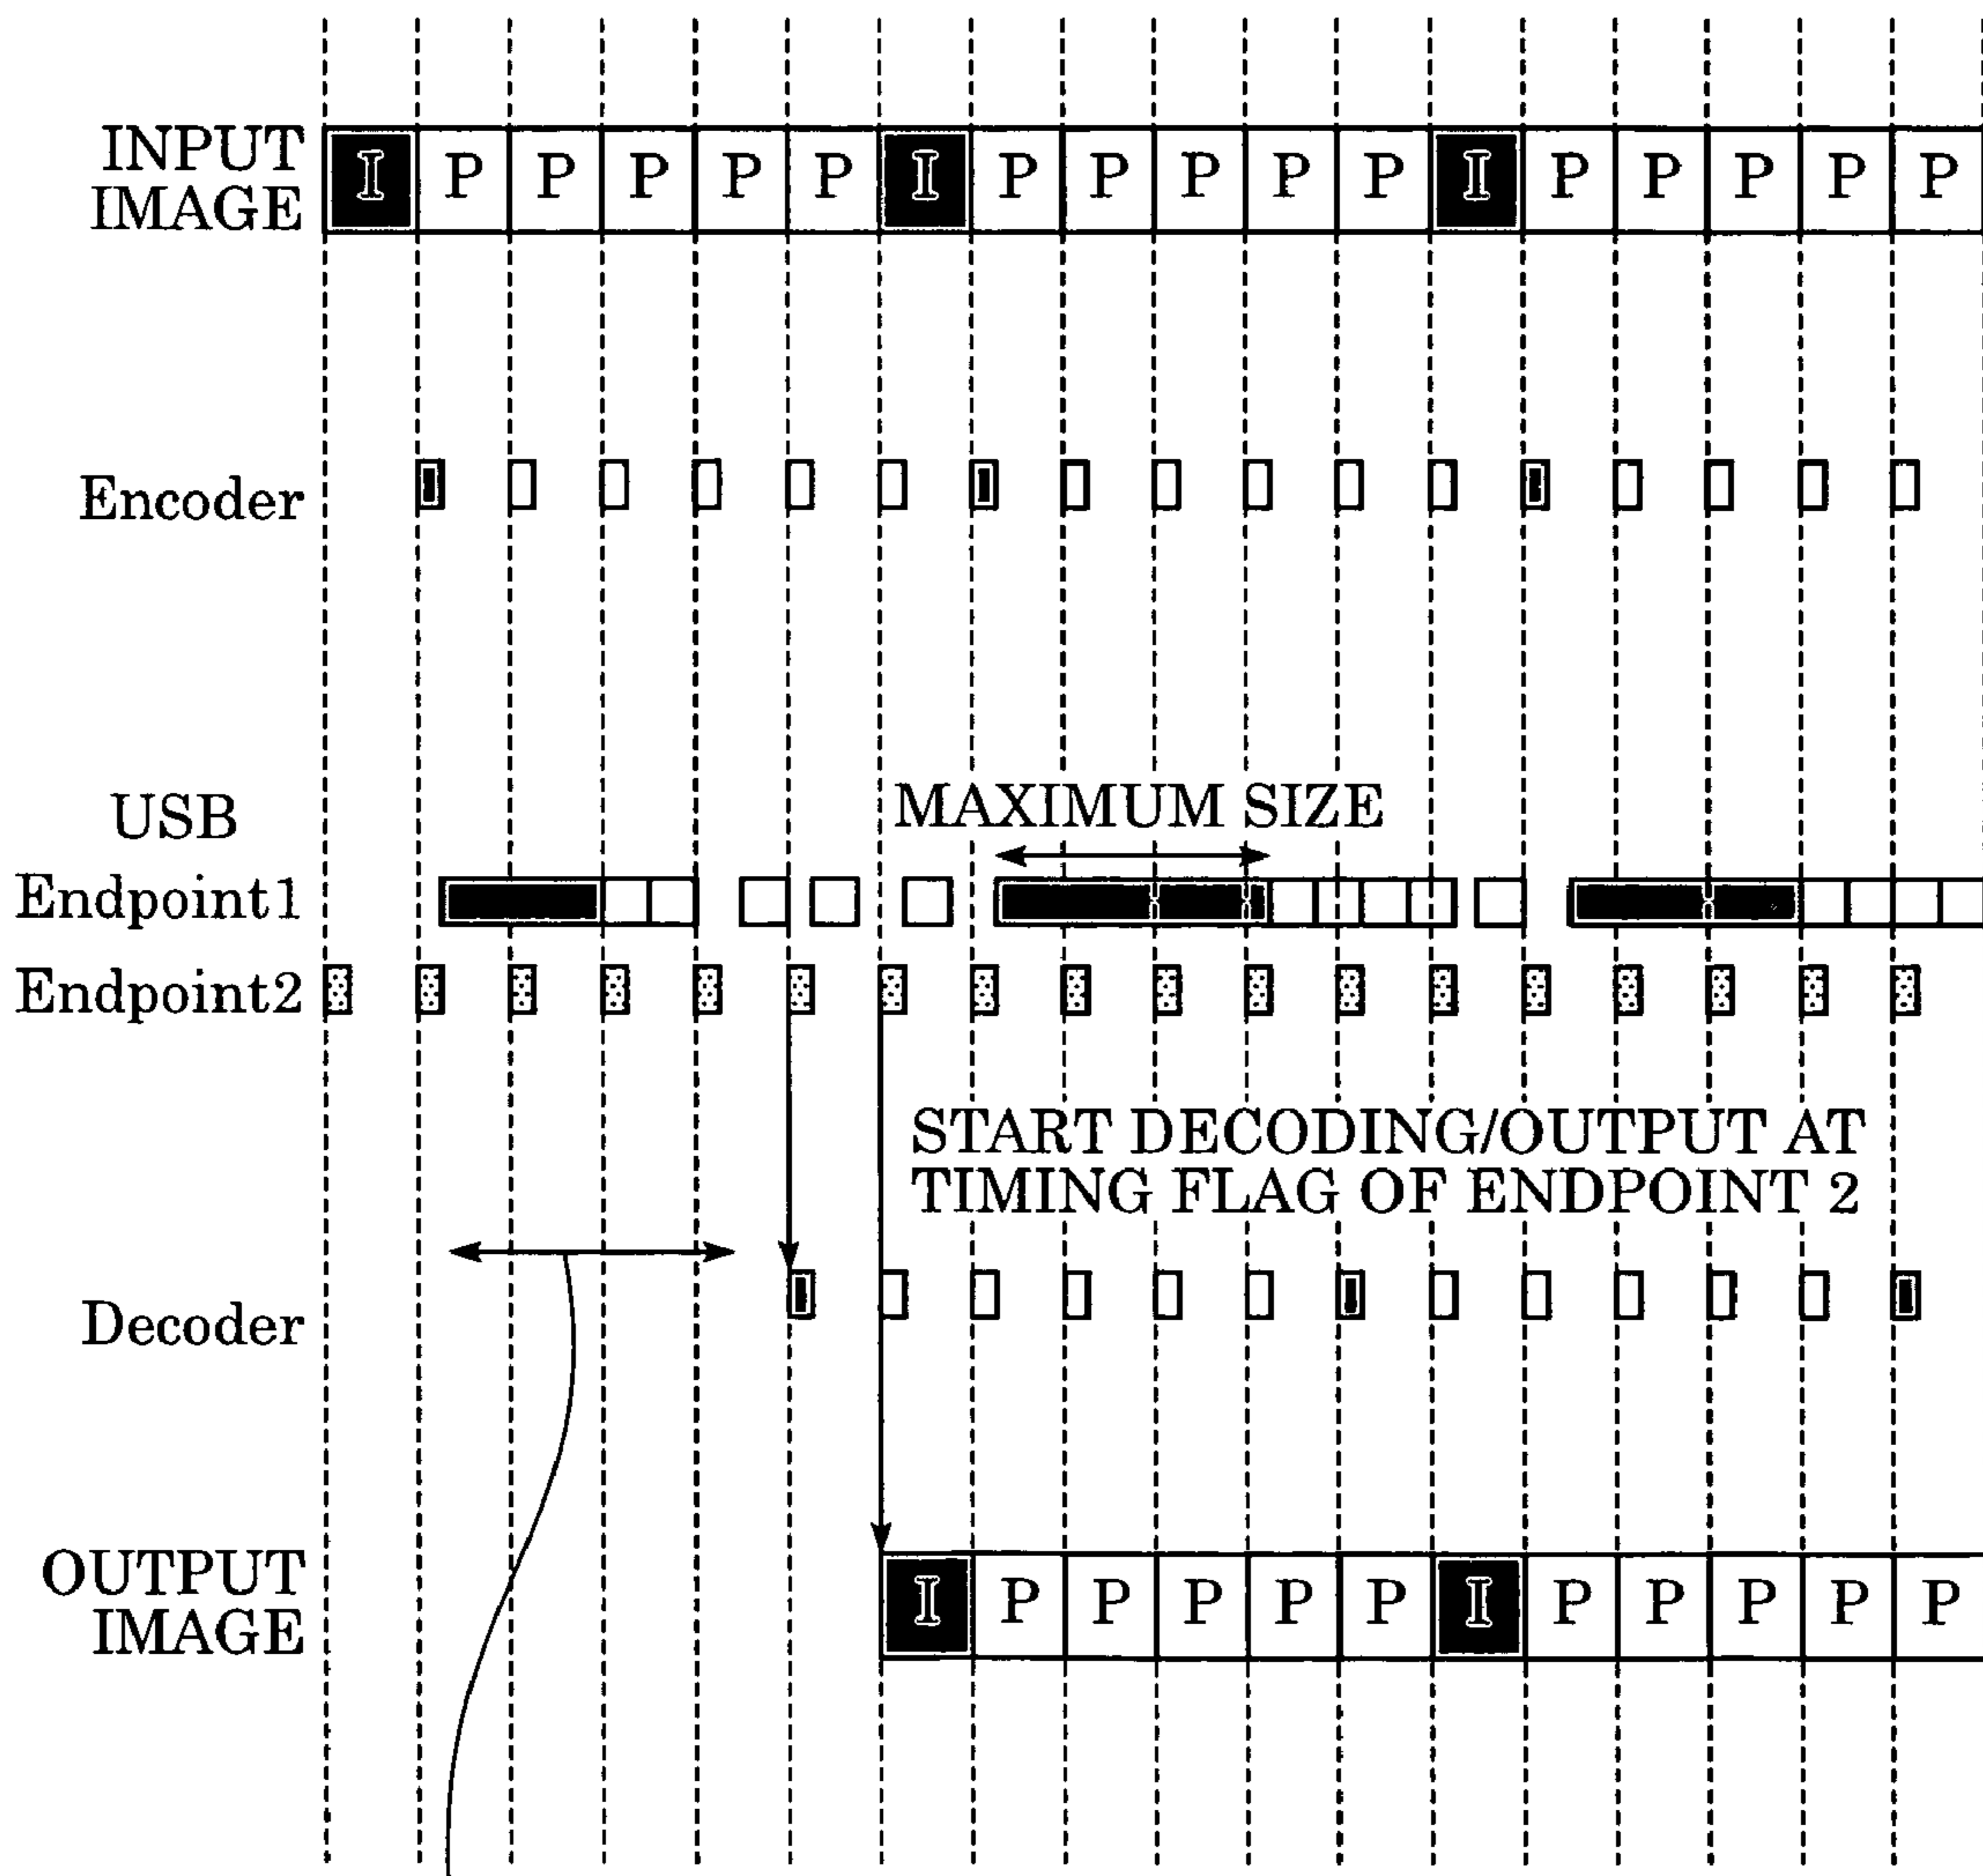 INPUT
IMAGE
I P P P P P I P P P P P I P P P P P
Encoder
USB
MAXIMUM SIZE
Endpoint1
Endpoint2
START DECODING/OUTPUT AT
TIMING FLAG OF ENDPOINT 2
Decoder
OUTPUT
IMAGE
I P P P P P I P P P P P